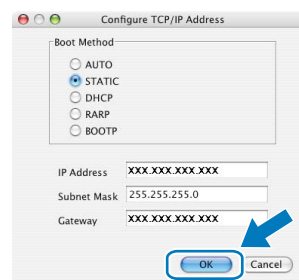 Configure TCP/IP Address
Boot Method
AUTO
STATIC
DHCP
RARP
BOOTP
IP Address XXX.XXX.XXX.XXX
Subnet Mask 255.255.255.0
Gateway XXX.XXX.XXX.XXX
OK Cancel